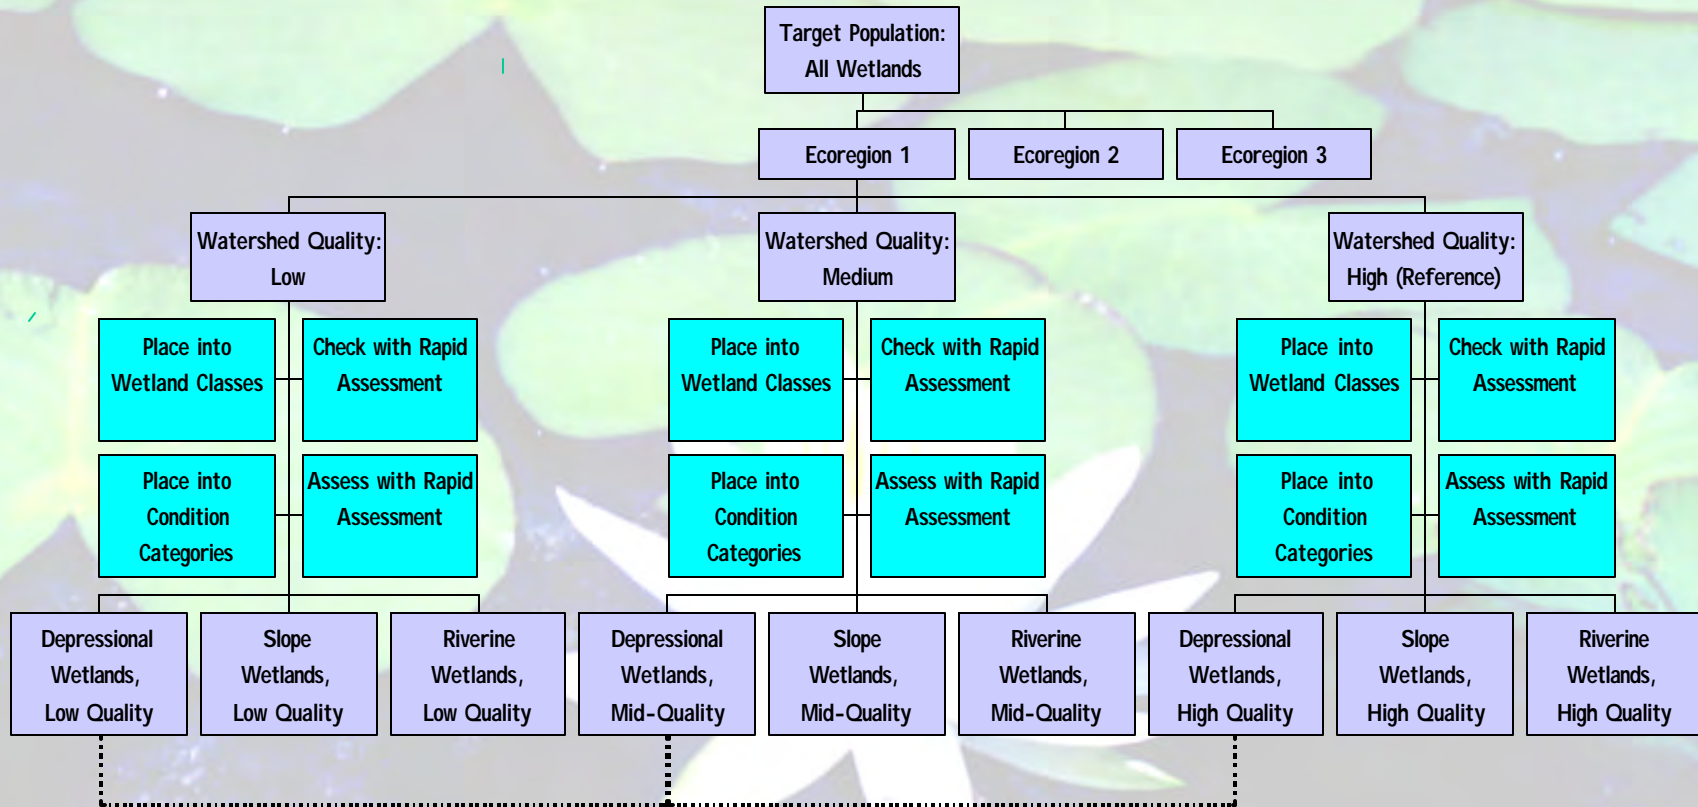 Target Population:
All Wetlands
Ecoregion 1
Ecoregion 2
Ecoregion 3
Watershed Quality:
Low
Watershed Quality:
Medium
Watershed Quality:
High (Reference)
Place into
Wetland Classes
Check with Rapid
Assessment
Place into
Wetland Classes
Check with Rapid
Assessment
Place into
Wetland Classes
Check with Rapid
Assessment
Place into
Condition
Categories
Assess with Rapid
Assessment
Place into
Condition
Categories
Assess with Rapid
Assessment
Place into
Condition
Categories
Assess with Rapid
Assessment
Depressional
Wetlands,
Low Quality
Slope
Wetlands,
Low Quality
Riverine
Wetlands,
Low Quality
Depressional
Wetlands,
Mid-Quality
Slope
Wetlands,
Mid-Quality
Riverine
Wetlands,
Mid-Quality
Depressional
Wetlands,
High Quality
Slope
Wetlands,
High Quality
Riverine
Wetlands,
High Quality